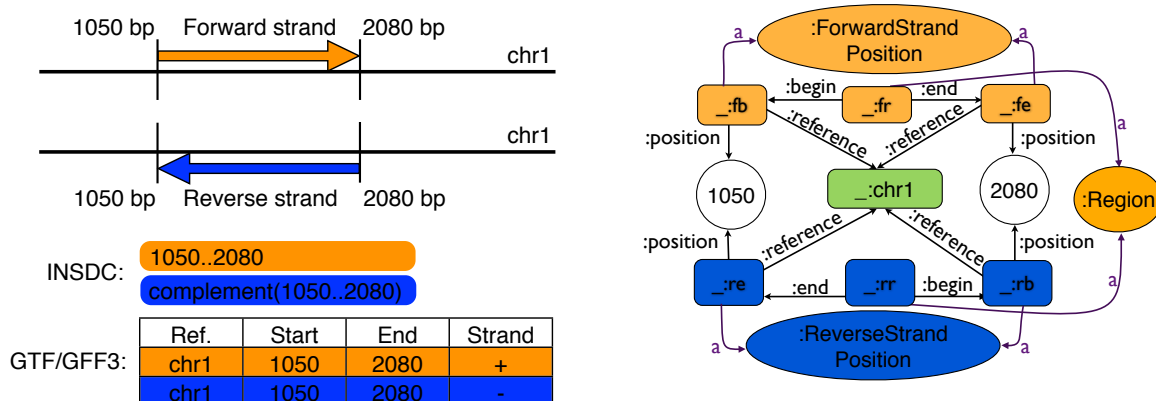 1050 bp Forward strand 2080 bp
chr1
chr1
1050 bp Reverse strand 2080 bp
INSDC:
1050..2080
complement(1050..2080)
GTF/GFF3:
Ref. Start End Strand
chr1 1050 2080 +
chr1 1050 2080 -
a :ForwardStrand a
Position
:begin :end
_:fb _:fr _:fe
:reference :reference
a
:position :position
1050 _:chr1 2080 :Region
:position :reference :reference :position
_:re _:rr _:rb
:end :begin
a :ReverseStrand a
Position